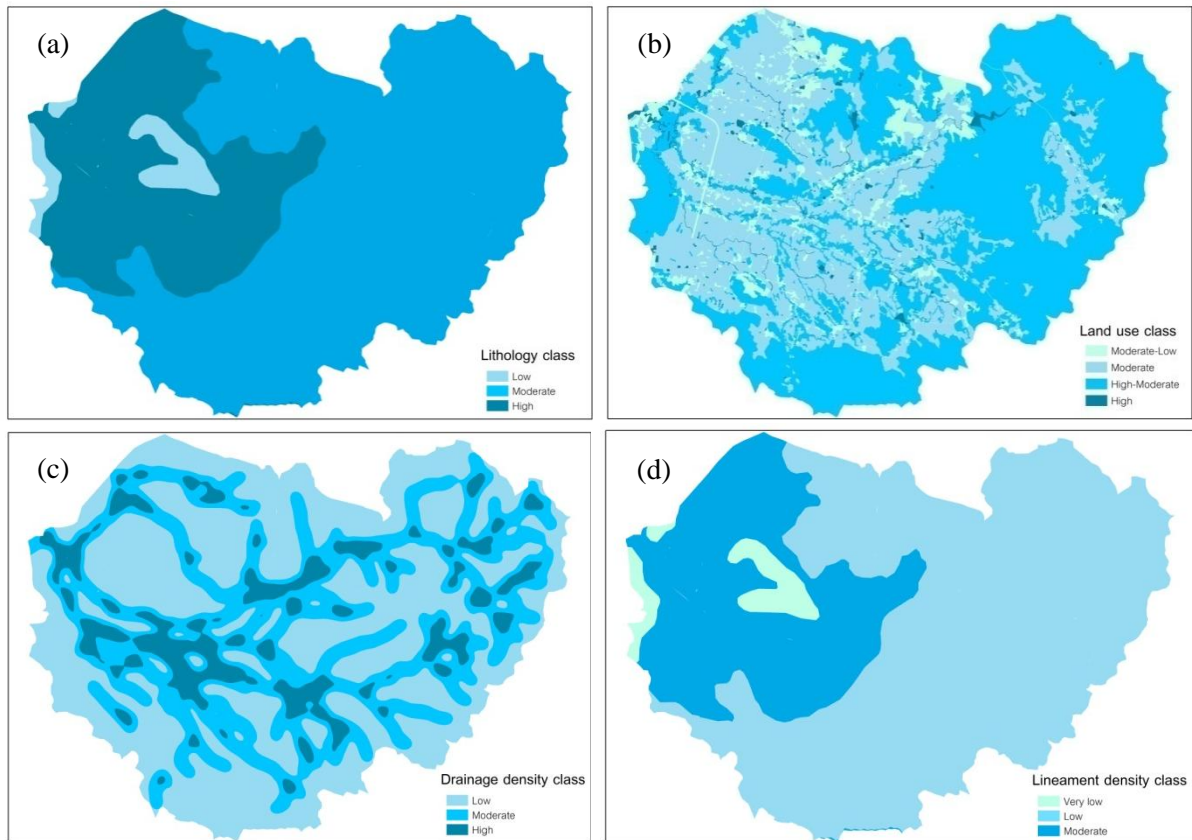 (a)
Lithology class
Low
Moderate
High
(b)
Land use class
Moderate-Low
Moderate
High-Moderate
High
(c)
Drainage density class
Low
Moderate
High
(d)
Lineament density class
Very low
Low
Moderate